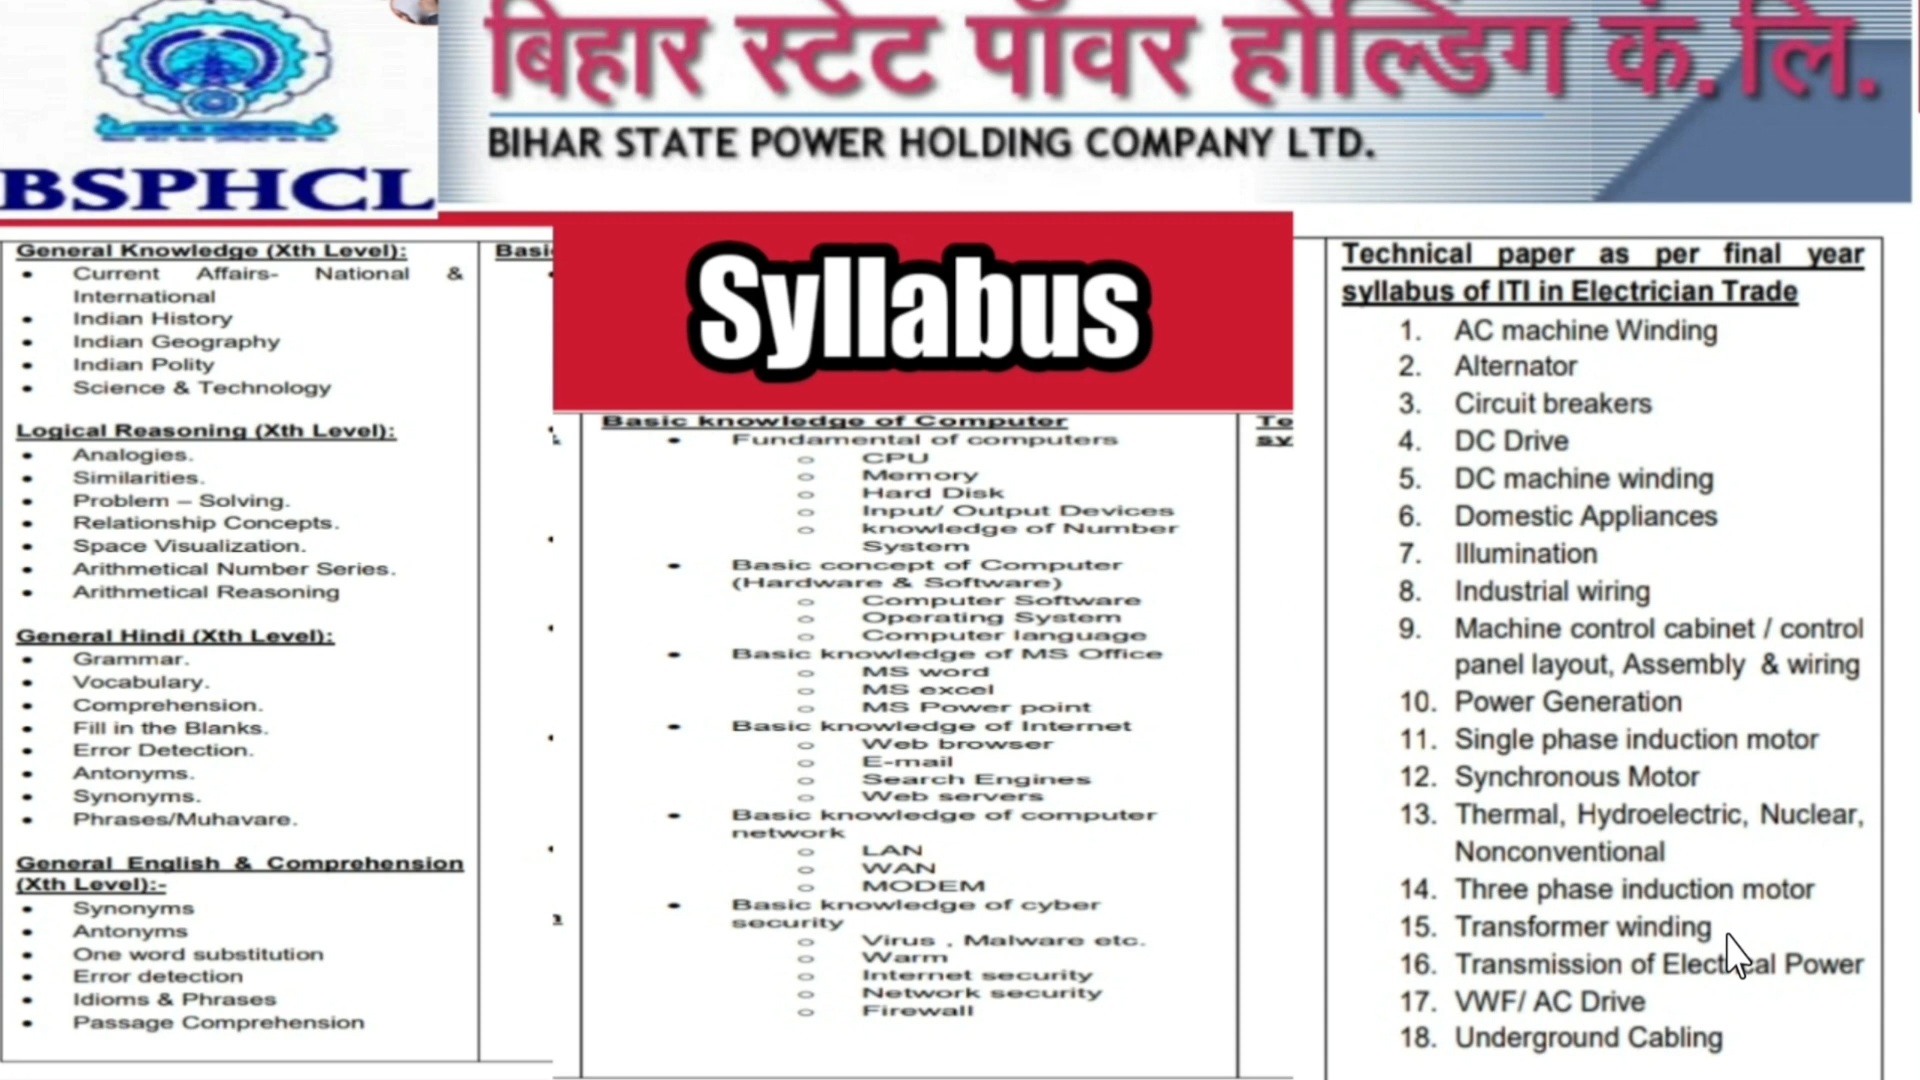 बिहार स्टेट पॉवर होल्डिंग कं. लि.
BIHAR STATE POWER HOLDING COMPANY LTD.
BSPHCL
Syllabus
General Knowledge (Xth Level):
Current Affairs- National &
International
Indian History
Indian Geography
Indian Polity
Science & Technology
Logical Reasoning (Xth Level):
Analogies.
Similarities.
Problem – Solving.
Relationship Concepts.
Space Visualization.
Arithmetical Number Series.
Arithmetical Reasoning
General Hindi (Xth Level):
Grammar.
Vocabulary.
Comprehension.
Fill in the Blanks.
Error Detection.
Antonyms.
Synonyms.
Phrases/Muhavare.
General English & Comprehension
(Xth Level):-
Synonyms
Antonyms
One word substitution
Error detection
Idioms & Phrases
Passage Comprehension
Basi
Basic knowledge of Computer
Fundamental of computers
CPU
Memory
Hard Disk
Input/ Output Devices
knowledge of Number
System
Basic concept of Computer
(Hardware & Software)
Computer Software
Operating System
Computer language
Basic knowledge of MS Office
MS word
MS excel
MS Power point
Basic knowledge of Internet
Web browser
E-mail
Search Engines
Web servers
Basic knowledge of computer
network
LAN
WAN
MODEM
Basic knowledge of cyber
security
Virus , Malware etc.
Warm
Internet security
Network security
Firewall
Te
sy
Technical paper as per final year
syllabus of ITI in Electrician Trade
1. AC machine Winding
2. Alternator
3. Circuit breakers
4. DC Drive
5. DC machine winding
6. Domestic Appliances
7. Illumination
8. Industrial wiring
9. Machine control cabinet / control
panel layout, Assembly & wiring
10. Power Generation
11. Single phase induction motor
12. Synchronous Motor
13. Thermal, Hydroelectric, Nuclear,
Nonconventional
14. Three phase induction motor
15. Transformer winding
16. Transmission of Electrical Power
17. VWF/ AC Drive
18. Underground Cabling